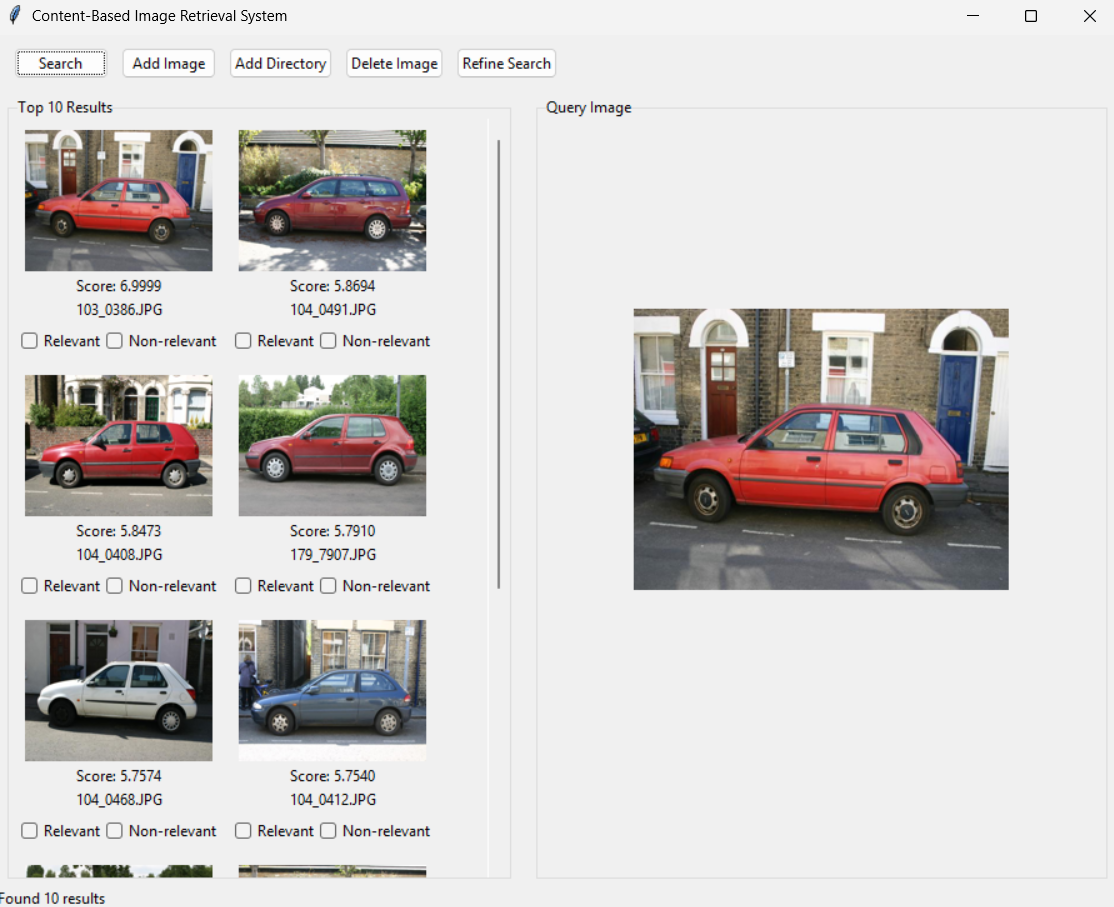 Content-Based Image Retrieval System
Search Add Image Add Directory Delete Image Refine Search
Top 10 Results
Query Image
Score: 6.9999 Score: 5.8694
103_0386.JPG 104_0491.JPG
Relevant Non-relevant Relevant Non-relevant
Score: 5.8473 Score: 5.7910
104_0408.JPG 179_7907.JPG
Relevant Non-relevant Relevant Non-relevant
Score: 5.7574 Score: 5.7540
104_0468.JPG 104_0412.JPG
Relevant Non-relevant Relevant Non-relevant
Found 10 results